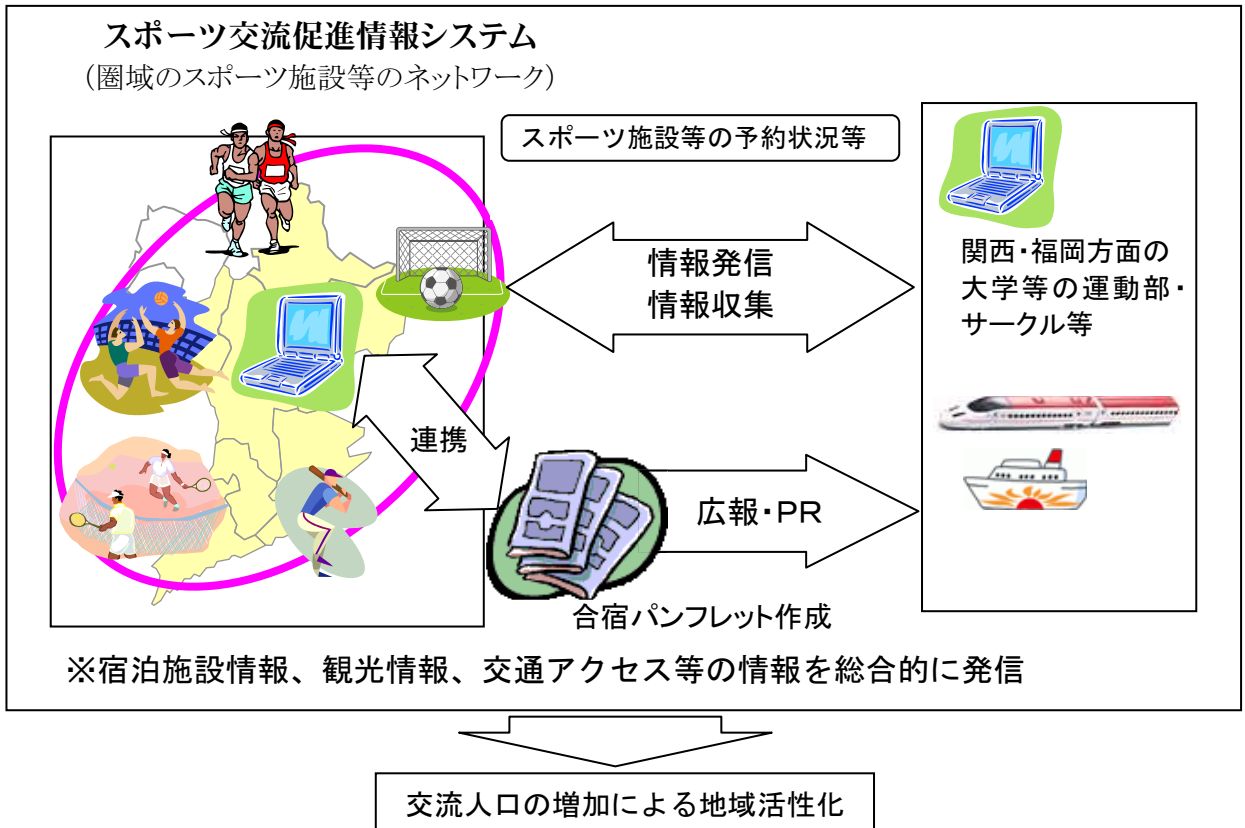 スポーツ交流促進情報システム
(圏域のスポーツ施設等のネットワーク)
スポーツ施設等の予約状況等
情報発信
情報収集
関西・福岡方面の
大学等の運動部・
サークル等
連携
広報・PR
合宿パンフレット作成
※宿泊施設情報、観光情報、交通アクセス等の情報を総合的に発信
交流人口の増加による地域活性化